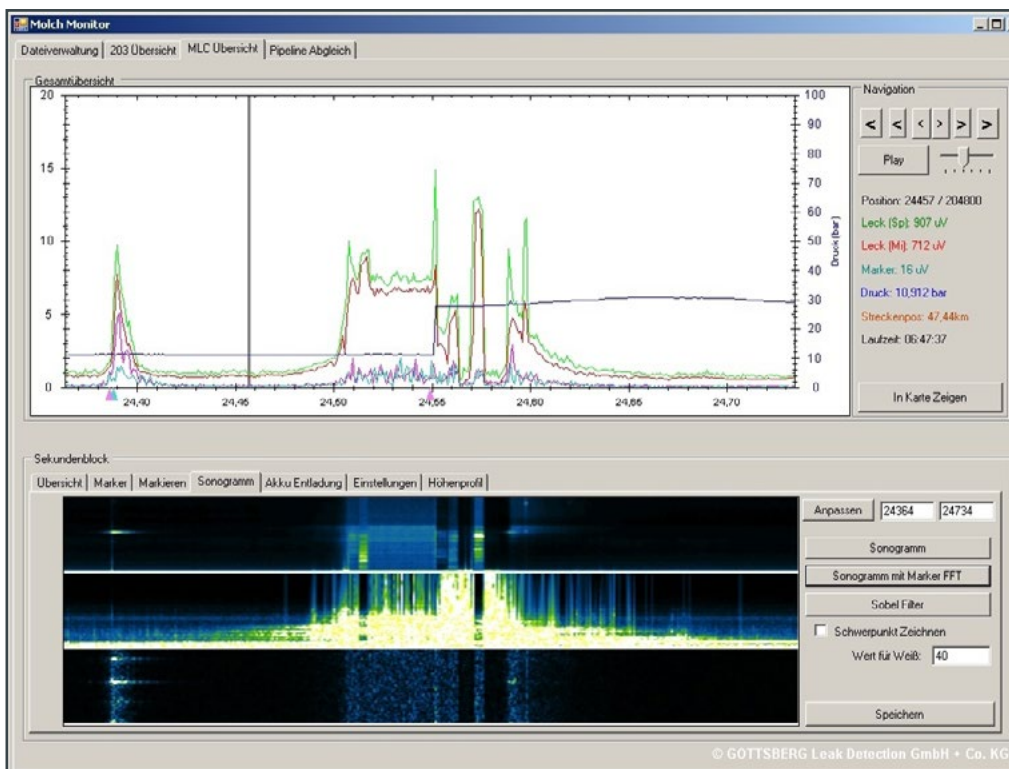 Molch Monitor
Dateiverwaltung 203 Übersicht MLC Übersicht Pipeline Abgleich
Gesamtübersicht
20
15
10
5
0
100
90
80
70
60
50
40
30
20
10
0
Druck (bar)
24,40 24,45 24,50 24,55 24,60 24,65 24,70
Navigation
< < < > > >
Play
Position: 24457 / 204800
Leck (Sp): 907 uV
Leck (Mi): 712 uV
Marker: 16 uV
Druck: 10,912 bar
Streckenpos: 47,44km
Laufzeit: 06:47:37
In Karte Zeigen
Sekundenblock
Übersicht Marker Markieren Sonogramm Akku Entladung Einstellungen Höhenprofil
Anpassen 24364 24734
Sonogramm
Sonogramm mit Marker FFT
Sobel Filter
Schwerpunkt Zeichnen
Wert für Weiß: 40
Speichern
© GOTTSBERG Leak Detection GmbH + Co. KG